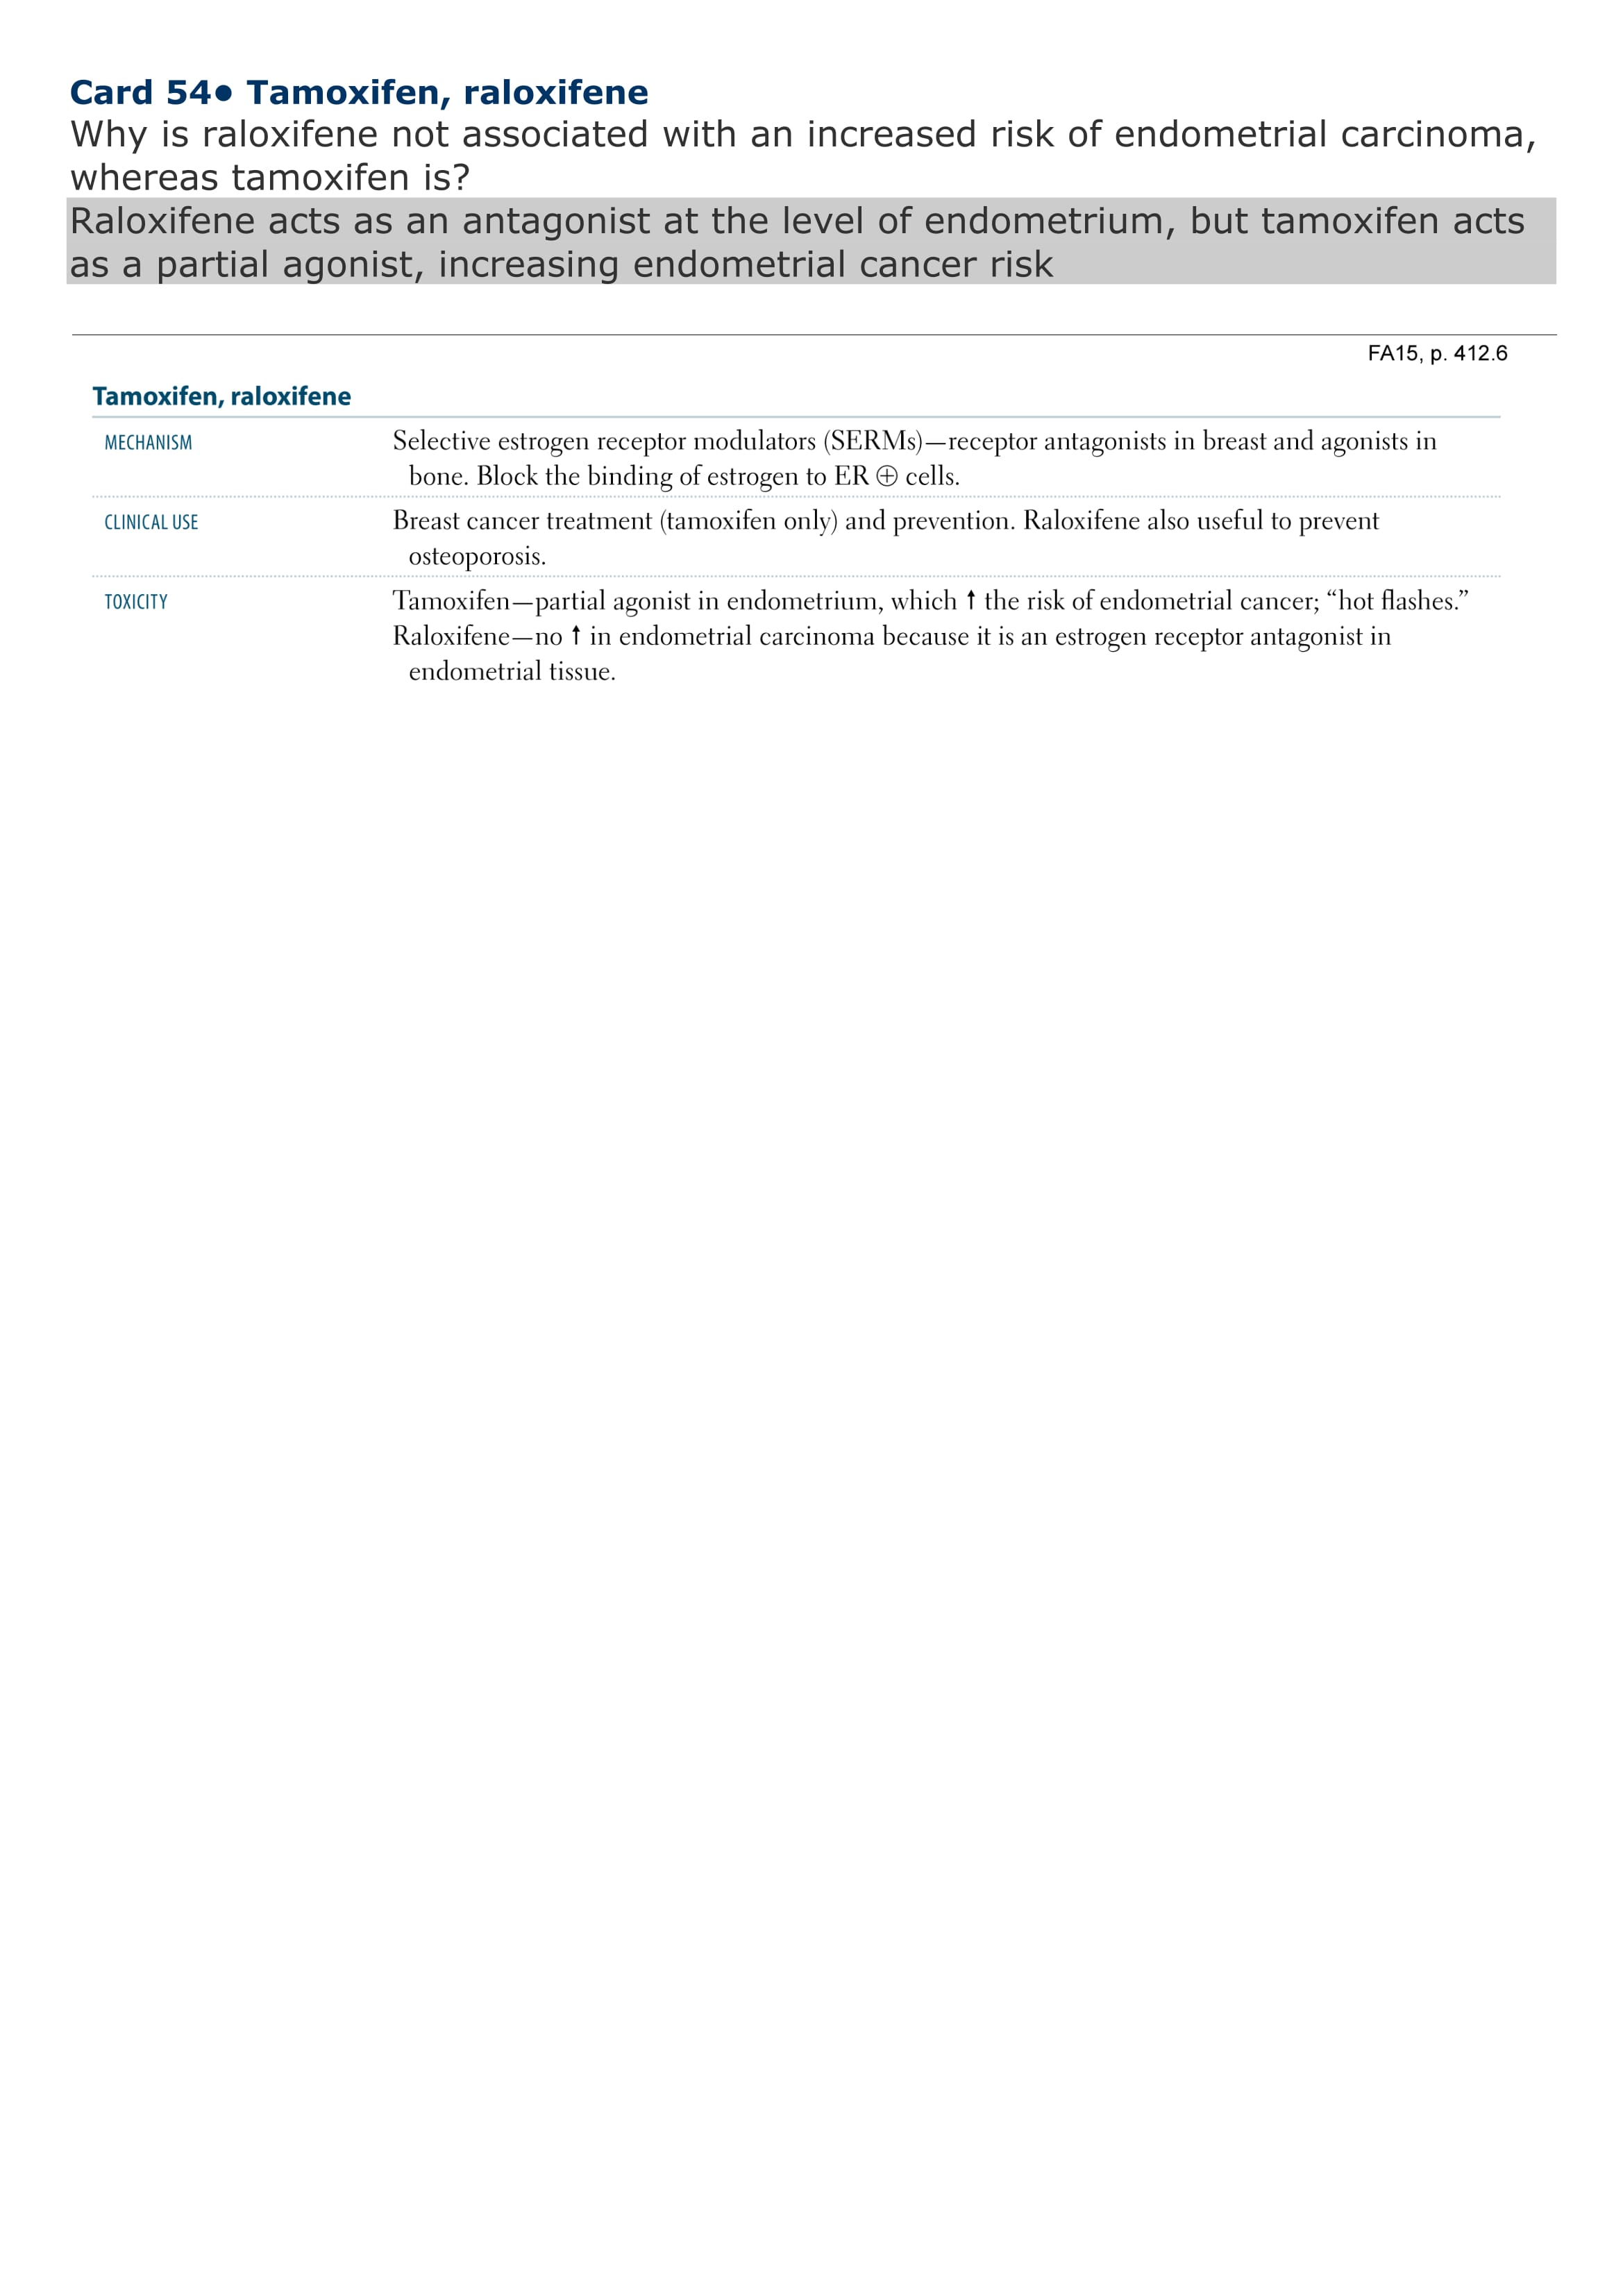 Card 54● Tamoxifen, raloxifene
Why is raloxifene not associated with an increased risk of endometrial carcinoma,
whereas tamoxifen is?
Raloxifene acts as an antagonist at the level of endometrium, but tamoxifen acts
as a partial agonist, increasing endometrial cancer risk
FA15, p. 412.6
Tamoxifen, raloxifene
MECHANISM Selective estrogen receptor modulators (SERMs)—receptor antagonists in breast and agonists in
bone. Block the binding of estrogen to ER ⊕ cells.
CLINICAL USE Breast cancer treatment (tamoxifen only) and prevention. Raloxifene also useful to prevent
osteoporosis.
TOXICITY Tamoxifen—partial agonist in endometrium, which ↑ the risk of endometrial cancer; “hot flashes.”
Raloxifene—no ↑ in endometrial carcinoma because it is an estrogen receptor antagonist in
endometrial tissue.